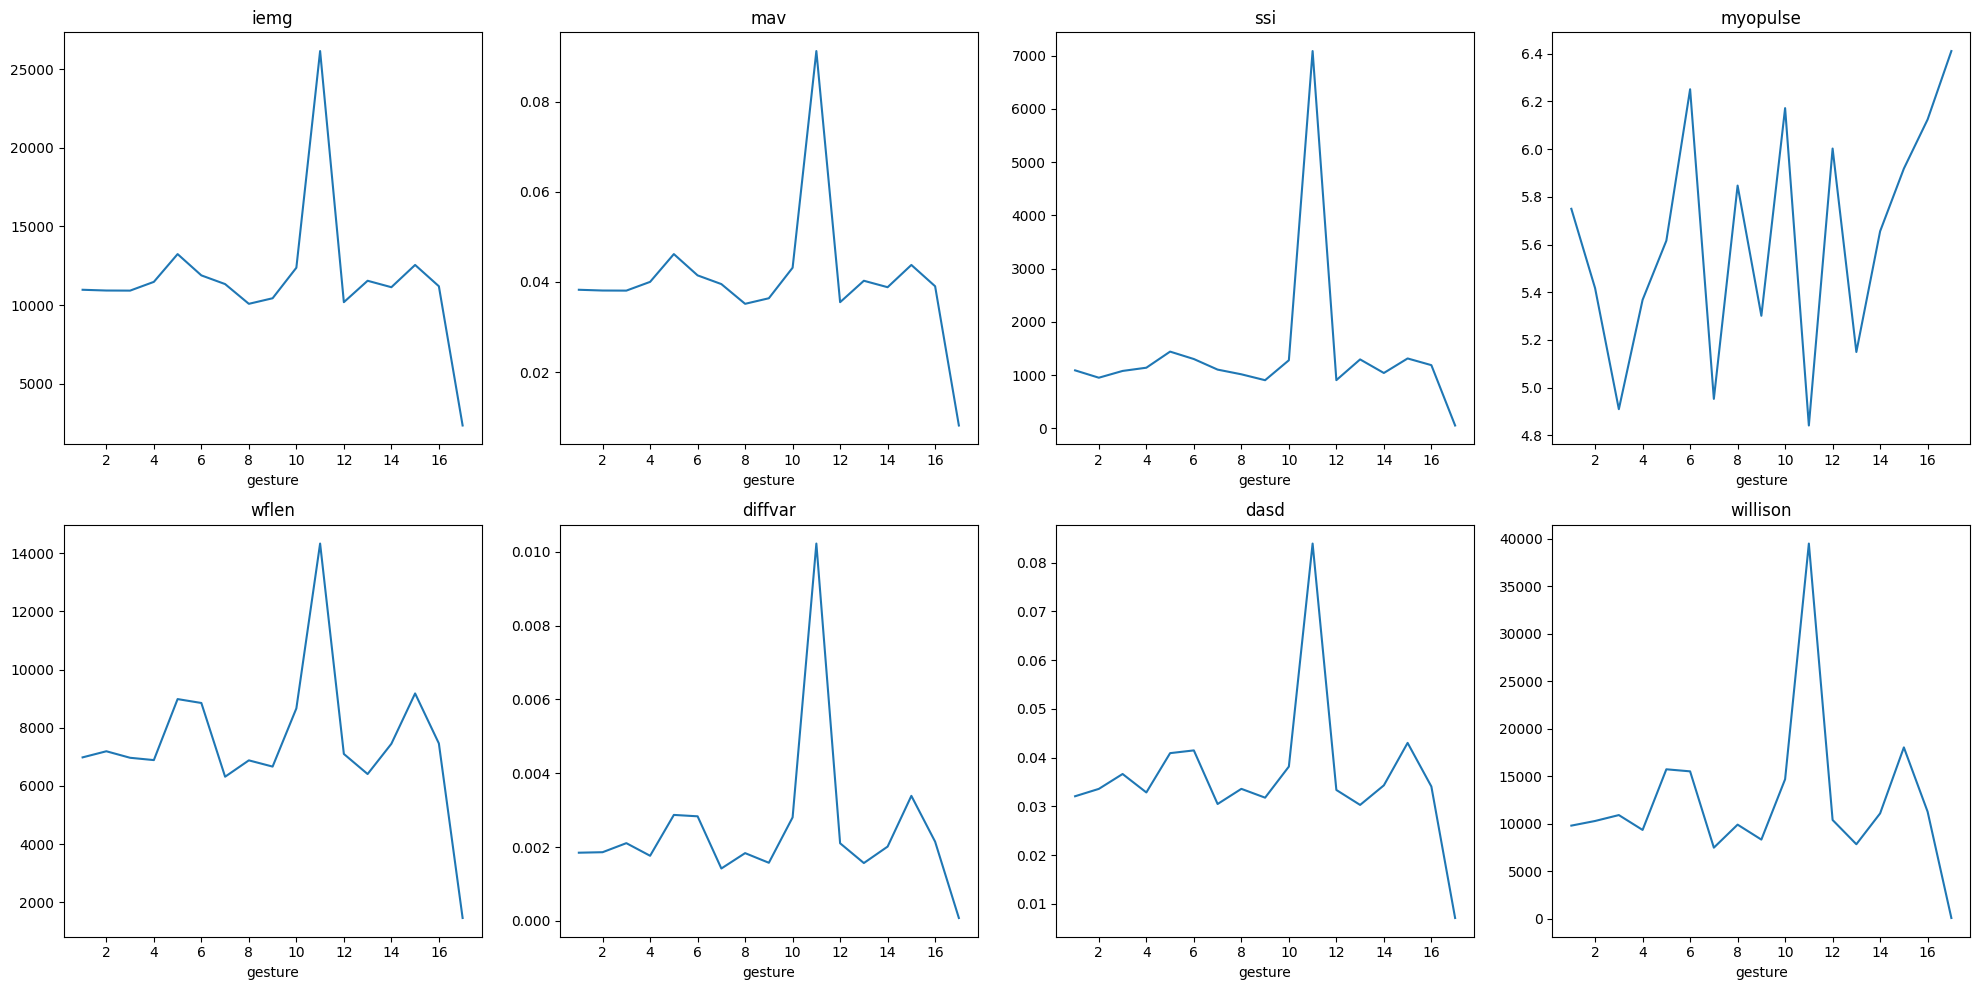 iemg
25000
20000
15000
10000
5000
2 4 6 8 10 12 14 16
gesture
mav
0.08
0.06
0.04
0.02
2 4 6 8 10 12 14 16
gesture
ssi
7000
6000
5000
4000
3000
2000
1000
0
2 4 6 8 10 12 14 16
gesture
myopulse
6.4
6.2
6.0
5.8
5.6
5.4
5.2
5.0
4.8
2 4 6 8 10 12 14 16
gesture
wflen
14000
12000
10000
8000
6000
4000
2000
2 4 6 8 10 12 14 16
gesture
diffvar
0.010
0.008
0.006
0.004
0.002
0.000
2 4 6 8 10 12 14 16
gesture
dasd
0.08
0.07
0.06
0.05
0.04
0.03
0.02
0.01
2 4 6 8 10 12 14 16
gesture
willison
40000
35000
30000
25000
20000
15000
10000
5000
0
2 4 6 8 10 12 14 16
gesture